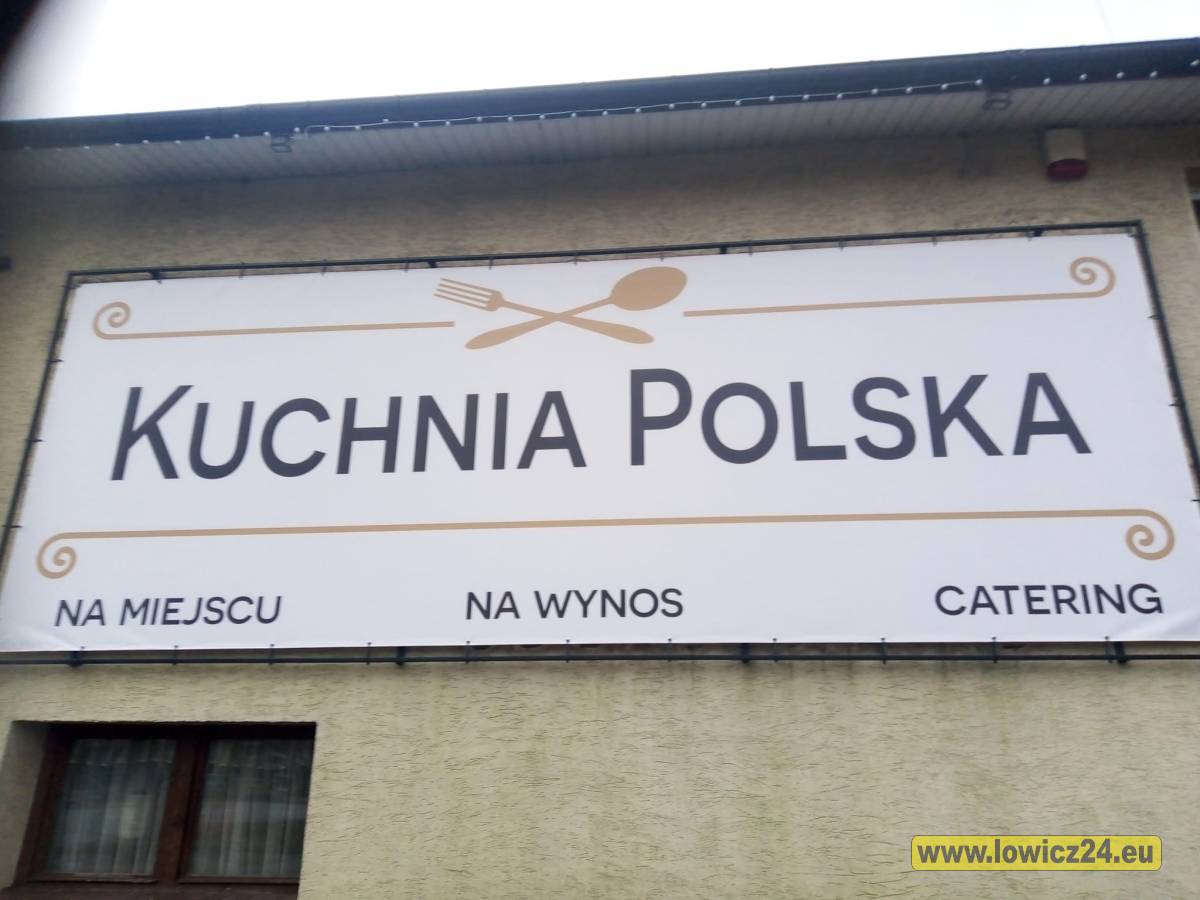 KUCHNIA POLSKA
NA MIEJSCU NA WYNOS CATERING
www.lowicz24.eu